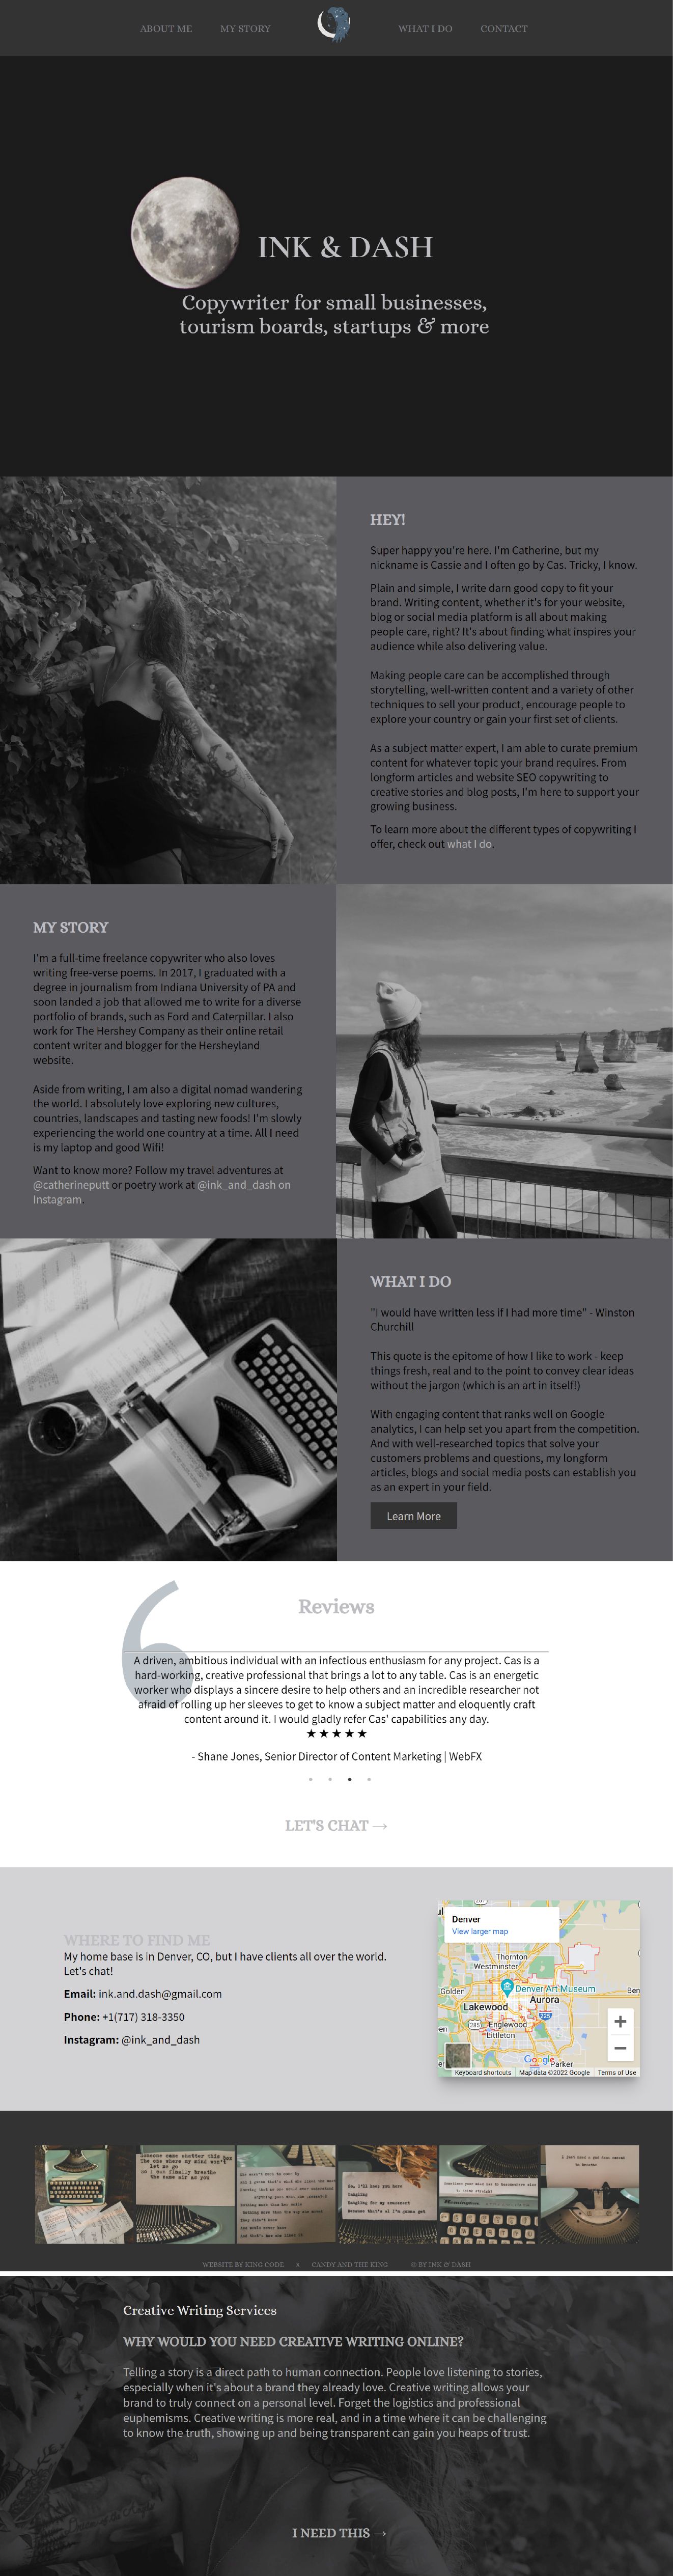 ABOUT ME
MY STORY
WHAT I DO
CONTACT
INK & DASH
Copywriter for small businesses,
tourism boards, startups & more
HEY!
Super happy you're here. I'm Catherine, but my
nickname is Cassie and I often go by Cas. Tricky, I know.
Plain and simple, I write darn good copy to fit your
brand. Writing content, whether it's for your website,
blog or social media platform is all about making
people care, right? It's about finding what inspires your
audience while also delivering value.
Making people care can be accomplished through
storytelling, well-written content and a variety of other
techniques to sell your product, encourage people to
explore your country or gain your first set of clients.
As a subject matter expert, I am able to curate premium
content for whatever topic your brand requires. From
longform articles and website SEO copywriting to
creative stories and blog posts, I'm here to support your
growing business.
To learn more about the different types of copywriting I
offer, check out what I do.
MY STORY
I'm a full-time freelance copywriter who also loves
writing free-verse poems. In 2017, I graduated with a
degree in journalism from Indiana University of PA and
soon landed a job that allowed me to write for a diverse
portfolio of brands, such as Ford and Caterpillar. I also
work for The Hershey Company as their online retail
content writer and blogger for the Hersheyland
website.
Aside from writing, I am also a digital nomad wandering
the world. I absolutely love exploring new cultures,
countries, landscapes and tasting new foods! I'm slowly
experiencing the world one country at a time. All I need
is my laptop and good Wifi!
Want to know more? Follow my travel adventures at
@catherineputt or poetry work at @ink_and_dash on
Instagram.
WHAT I DO
"I would have written less if I had more time" - Winston
Churchill
This quote is the epitome of how I like to work - keep
things fresh, real and to the point to convey clear ideas
without the jargon (which is an art in itself!)
With engaging content that ranks well on Google
analytics, I can help set you apart from the competition.
And with well-researched topics that solve your
customers problems and questions, my longform
articles, blogs and social media posts can establish you
as an expert in your field.
Learn More
Reviews
A driven, ambitious individual with an infectious enthusiasm for any project. Cas is a
hard-working, creative professional that brings a lot to any table. Cas is an energetic
worker who displays a sincere desire to help others and an incredible researcher not
afraid of rolling up her sleeves to get to know a subject matter and eloquently craft
content around it. I would gladly refer Cas' capabilities any day.
★★★★★
- Shane Jones, Senior Director of Content Marketing | WebFX
LET'S CHAT →
WHERE TO FIND ME
My home base is in Denver, CO, but I have clients all over the world.
Let's chat!
Email: ink.and.dash@gmail.com
Phone: +1(717) 318-3350
Instagram: @ink_and_dash
Denver
View larger map
Thornton
Westminster
Golden
Denver Art Museum
Aurora
Ben
Lakewood
Englewood
285
225
Littleton
Google
Parker
Keyboard shortcuts
Map data ©2022 Google
Terms of Use
WEBSITE BY KING CODE X CANDY AND THE KING © BY INK & DASH
Creative Writing Services
WHY WOULD YOU NEED CREATIVE WRITING ONLINE?
Telling a story is a direct path to human connection. People love listening to stories,
especially when it's about a brand they already love. Creative writing allows your
brand to truly connect on a personal level. Forget the logistics and professional
euphemisms. Creative writing is more real, and in a time where it can be challenging
to know the truth, showing up and being transparent can gain you heaps of trust.
I NEED THIS →